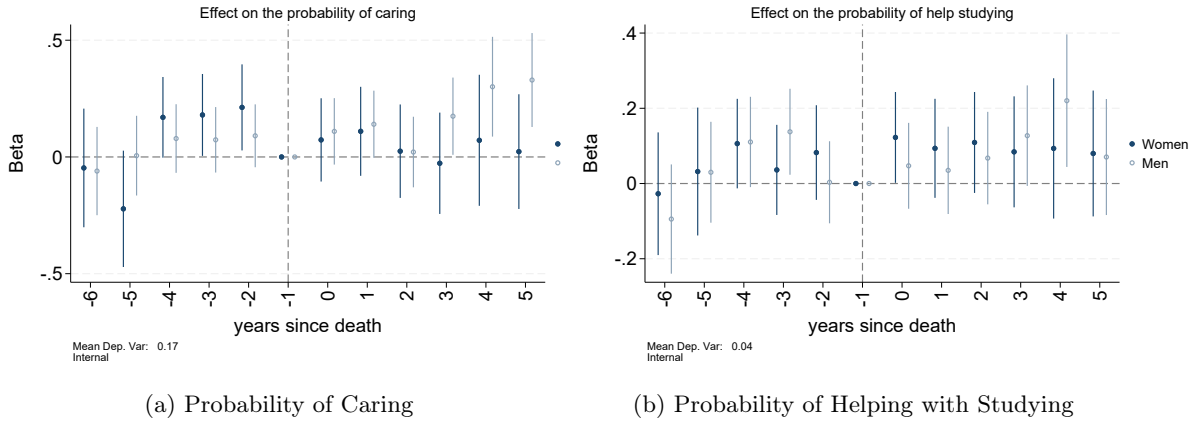 Effect on the probability of caring
.5
0
-.5
Beta
-6 -5 -4 -3 -2 -1 0 1 2 3 4 5
years since death
Mean Dep. Var: 0.17
Internal
(a) Probability of Caring
Effect on the probability of help studying
.4
.2
0
-.2
Beta
-6 -5 -4 -3 -2 -1 0 1 2 3 4 5
years since death
Women
Men
Mean Dep. Var: 0.04
Internal
(b) Probability of Helping with Studying